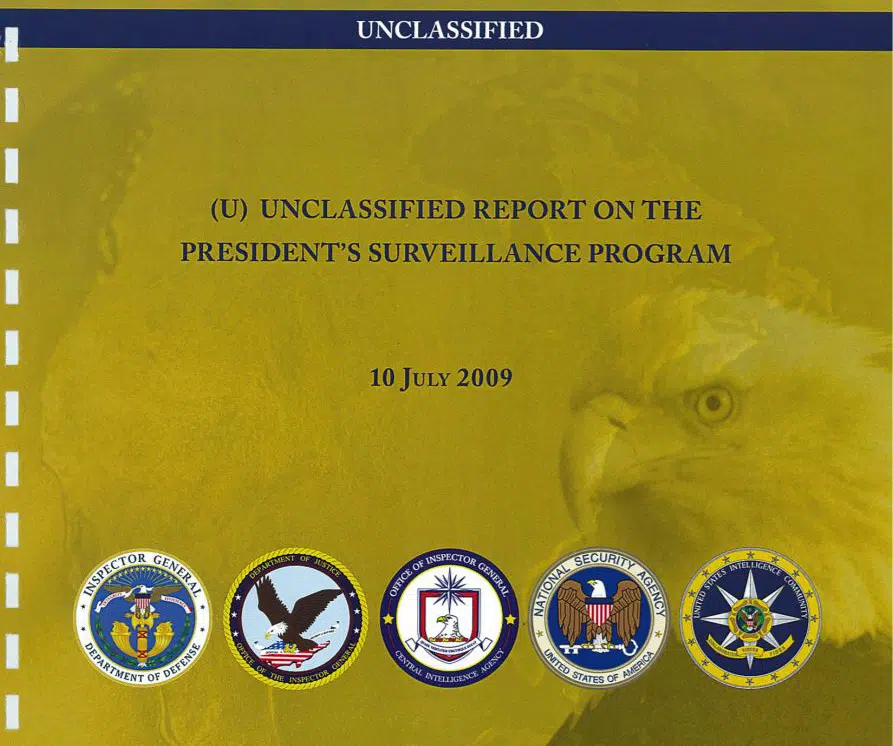 UNCLASSIFIED
(U) UNCLASSIFIED REPORT ON THE
PRESIDENT'S SURVEILLANCE PROGRAM
10 JULY 2009
INSPECTOR GENERAL
DEPARTMENT OF DEFENSE
DEPARTMENT OF JUSTICE
OFFICE OF THE INSPECTOR GENERAL
OFFICE OF INSPECTOR GENERAL
CENTRAL INTELLIGENCE AGENCY
NATIONAL SECURITY AGENCY
UNITED STATES OF AMERICA
UNITED STATES INTELLIGENCE COMMUNITY